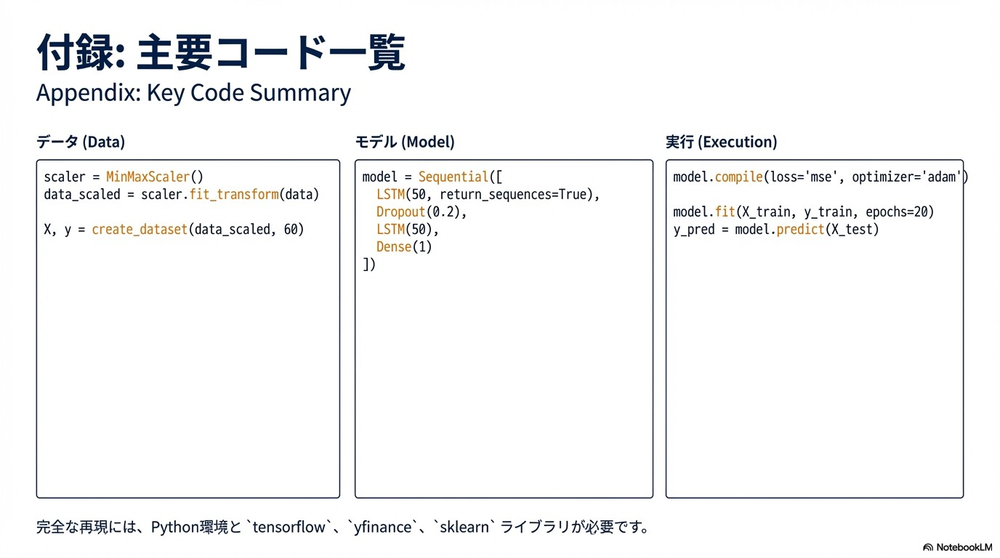 付録: 主要コード一覧
Appendix: Key Code Summary
データ (Data)
scaler = MinMaxScaler()
data_scaled = scaler.fit_transform(data)
X, y = create_dataset(data_scaled, 60)
モデル (Model)
model = Sequential([
  LSTM(50, return_sequences=True),
  Dropout(0.2),
  LSTM(50),
  Dense(1)
])
実行 (Execution)
model.compile(loss='mse', optimizer='adam')
model.fit(X_train, y_train, epochs=20)
y_pred = model.predict(X_test)
完全な再現には、Python環境と `tensorflow`、`yfinance`、`sklearn` ライブラリが必要です。
NotebookLM